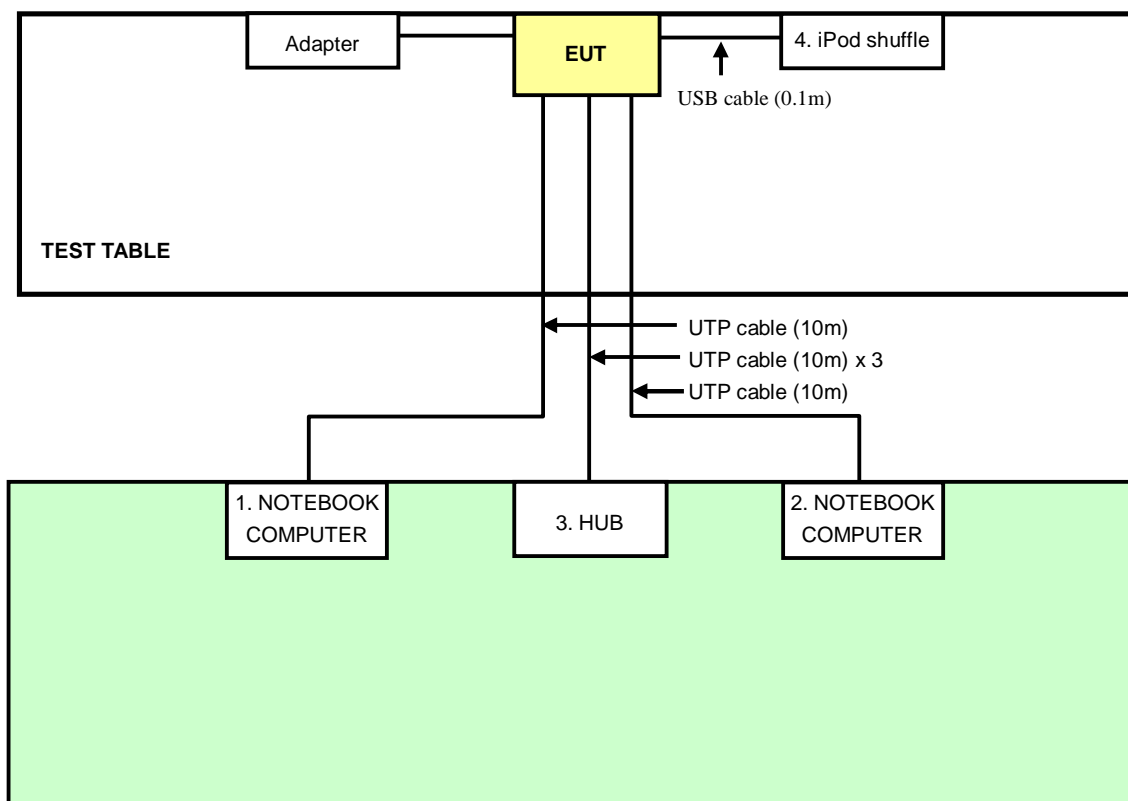 Adapter
EUT
4. iPod shuffle
USB cable (0.1m)
TEST TABLE
UTP cable (10m)
UTP cable (10m) x 3
UTP cable (10m)
1. NOTEBOOK
COMPUTER
3. HUB
2. NOTEBOOK
COMPUTER